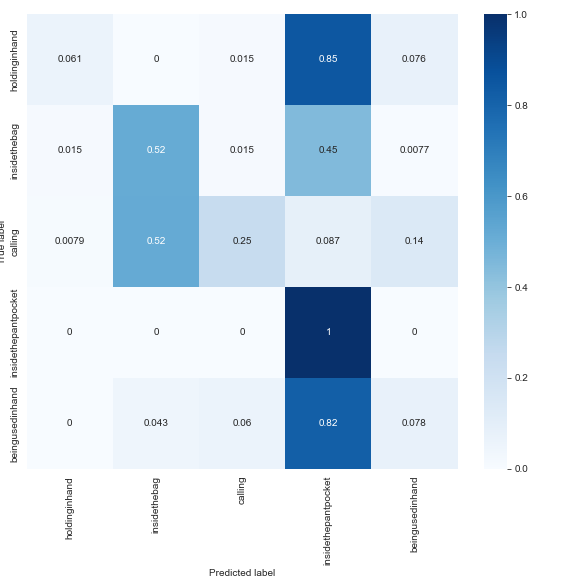 holdinginhand 0.061 0 0.015 0.85 0.076
insidethebag 0.015 0.52 0.015 0.45 0.0077
calling 0.0079 0.52 0.25 0.087 0.14
insidethepantpocket 0 0 0 1 0
beingusedinhand 0 0.043 0.06 0.82 0.078
True label
holdinginhand insidethebag calling insidethepantpocket beingusedinhand
Predicted label
1.0
0.8
0.6
0.4
0.2
0.0